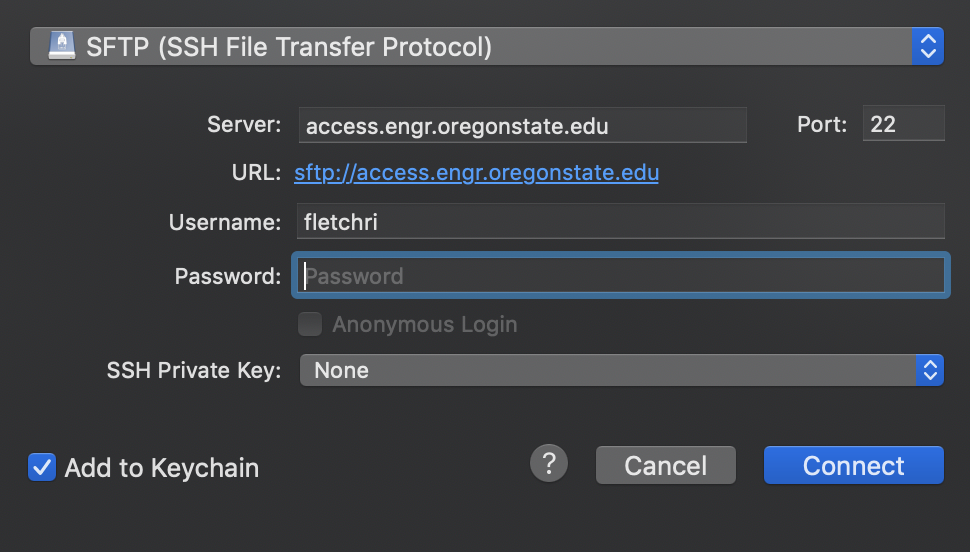 SFTP (SSH File Transfer Protocol)
Server: access.engr.oregonstate.edu Port: 22
URL: sftp://access.engr.oregonstate.edu
Username: fletchri
Password: Password
Anonymous Login
SSH Private Key: None
Add to Keychain ? Cancel Connect